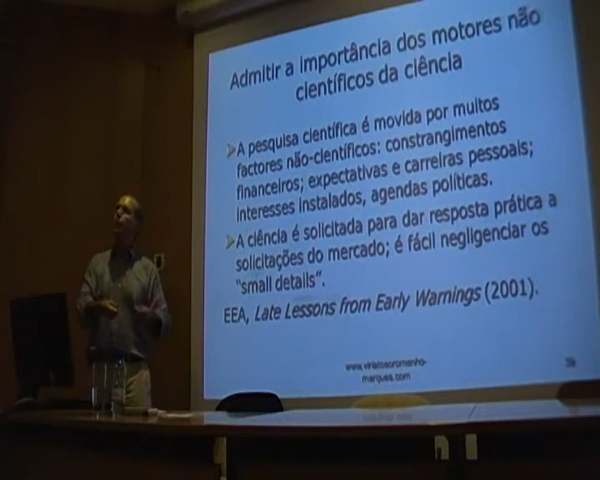 Admitir a importância dos motores não
científicos da ciência
A pesquisa científica é movida por muitos
factores não-científicos: constrangimentos
financeiros; expectativas e carreiras pessoais;
interesses instalados, agendas políticas.
A ciência é solicitada para dar resposta prática a
solicitações do mercado; é fácil negligenciar os
"small details".
EEA, Late Lessons from Early Warnings (2001).
www.viriatosoromenho-
marques.com